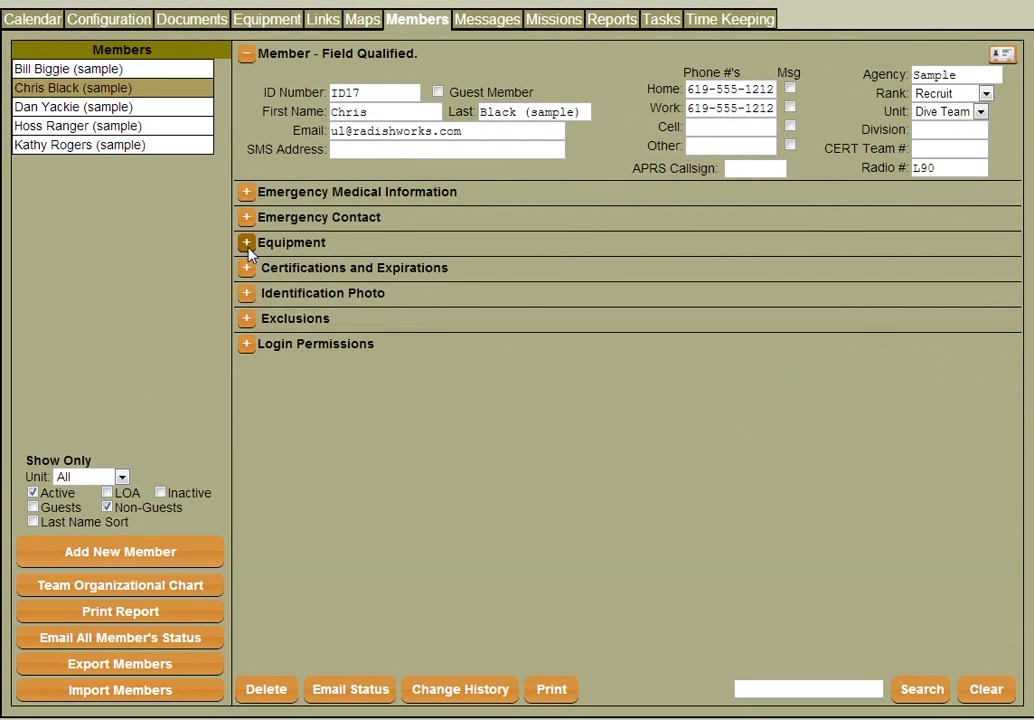 Calendar Configuration Documents Equipment Links Maps Members Messages Missions Reports Tasks Time Keeping
Members
Bill Biggie (sample)
Chris Black (sample)
Dan Yackie (sample)
Hoss Ranger (sample)
Kathy Rogers (sample)
Show Only
Unit: All
Active LOA Inactive
Guests Non-Guests
Last Name Sort
Add New Member
Team Organizational Chart
Print Report
Email All Member's Status
Export Members
Import Members
Member - Field Qualified.
ID Number: ID17 Guest Member
First Name: Chris Last: Black (sample)
Email: ul@radishworks.com
SMS Address:
Phone #'s Msg
Home: 619-555-1212
Work: 619-555-1212
Cell:
Other:
APRS Callsign:
Agency: Sample
Rank: Recruit
Unit: Dive Team
Division:
CERT Team #:
Radio #: L90
+ Emergency Medical Information
+ Emergency Contact
+ Equipment
+ Certifications and Expirations
+ Identification Photo
+ Exclusions
+ Login Permissions
Delete Email Status Change History Print Search Clear